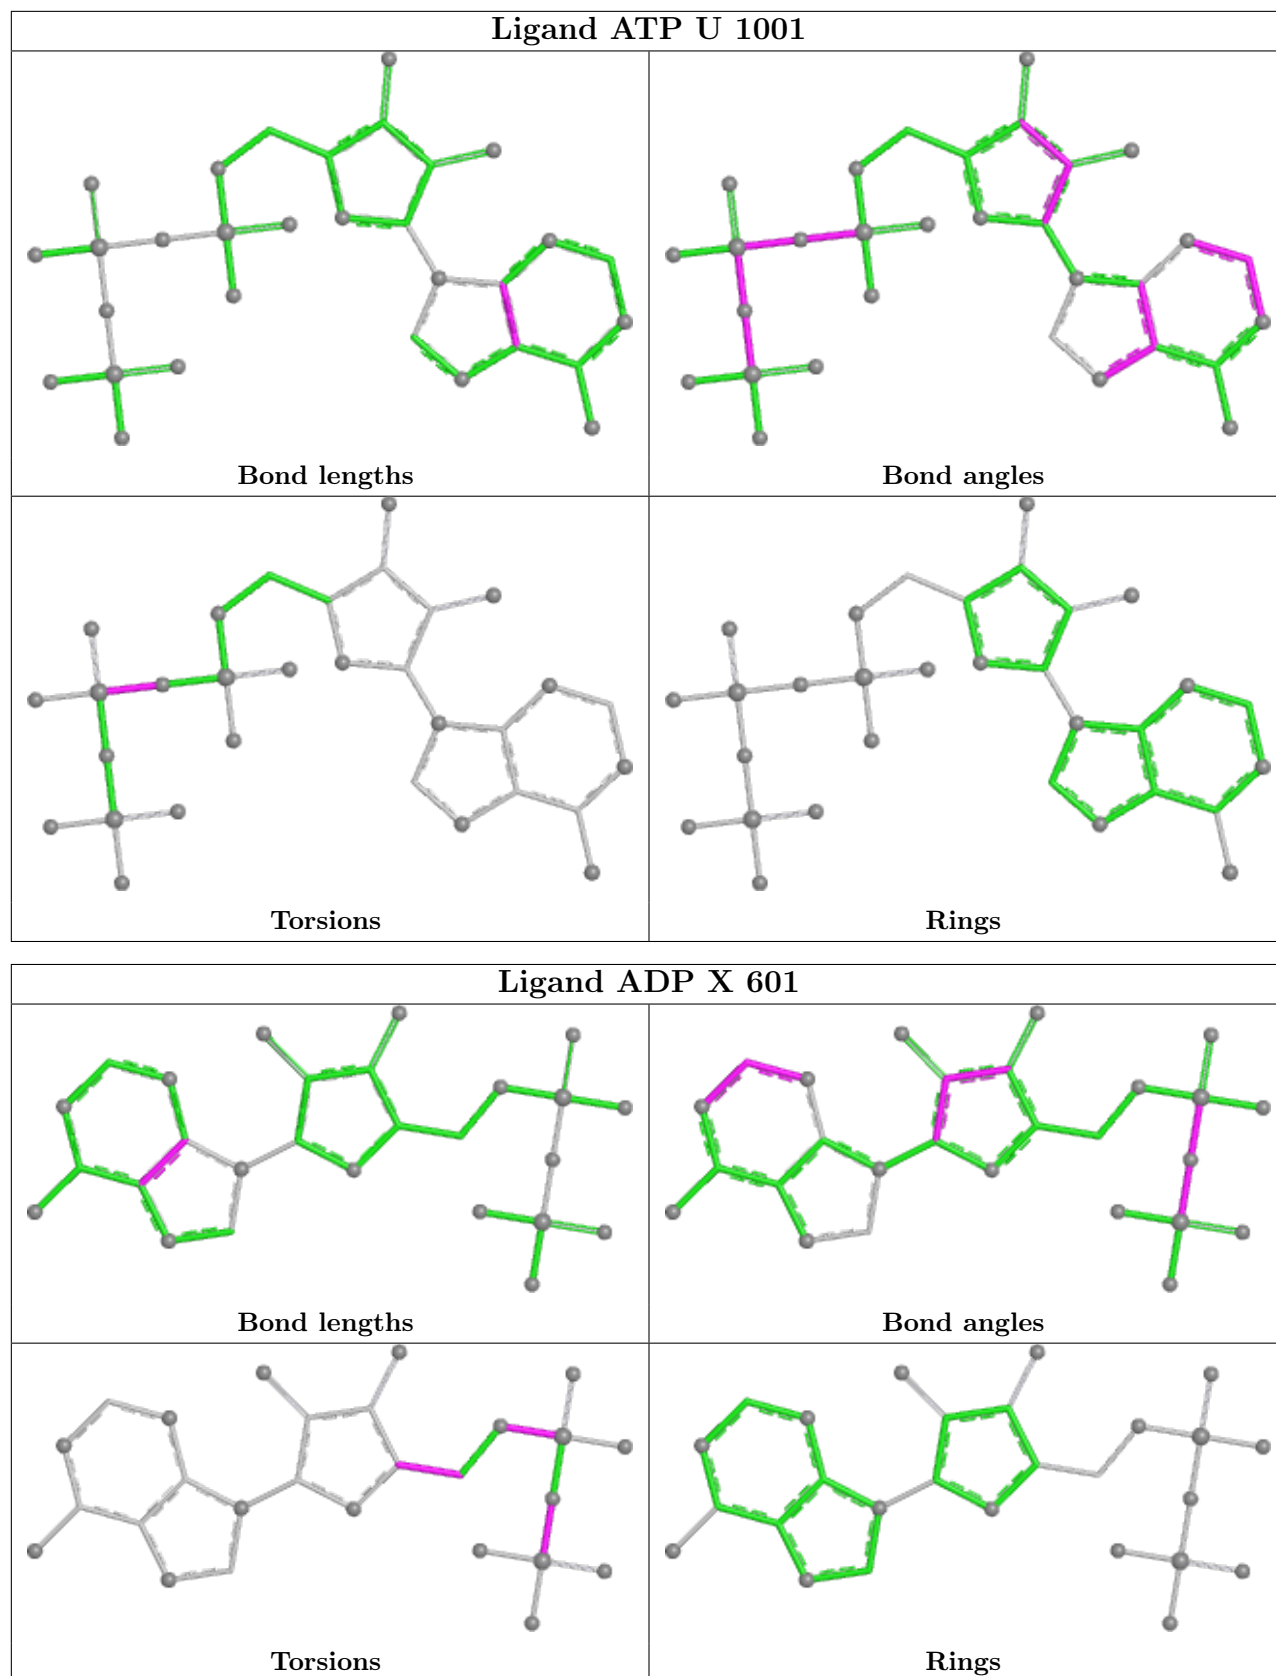 Ligand ATP U 1001
Bond lengths
Bond angles
Torsions
Rings
Ligand ADP X 601
Bond lengths
Bond angles
Torsions
Rings